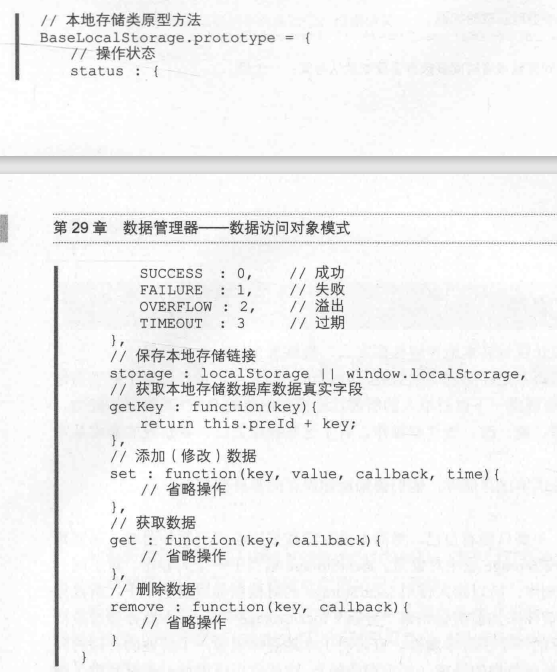 // 本地存储类原型方法
BaseLocalStorage.prototype = {
// 操作状态
status : {
第 29 章 数据管理器——数据访问对象模式
SUCCESS : 0, // 成功
FAILURE : 1, // 失败
OVERFLOW : 2, // 溢出
TIMEOUT : 3 // 过期
},
// 保存本地存储链接
storage : localStorage || window.localStorage,
// 获取本地存储数据库数据真实字段
getKey : function(key){
return this.preId + key;
},
// 添加(修改)数据
set : function(key, value, callback, time){
// 省略操作
},
// 获取数据
get : function(key, callback){
// 省略操作
},
// 删除数据
remove : function(key, callback){
// 省略操作
}
};